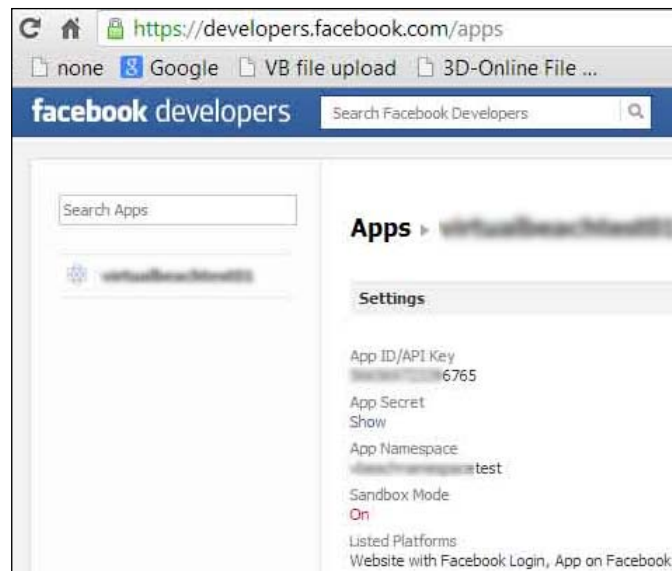 https://developers.facebook.com/apps
none Google VB file upload 3D-Online File ...
facebook developers Search Facebook Developers
Search Apps
Apps
Settings
App ID/API Key
6765
App Secret
Show
App Namespace
test
Sandbox Mode
On
Listed Platforms
Website with Facebook Login, App on Facebook